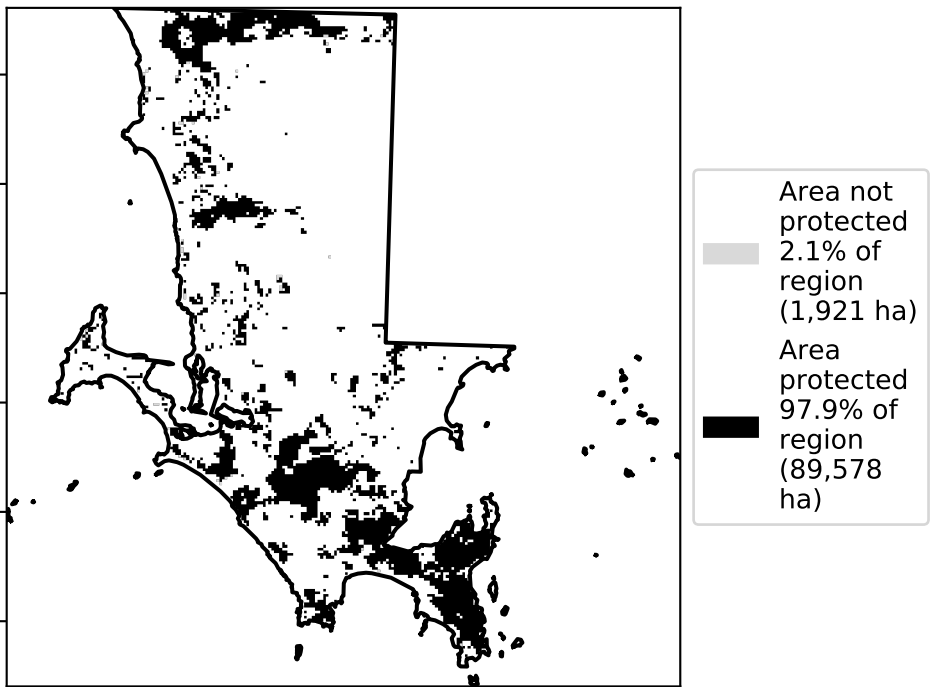 Area not
protected
2.1% of
region
(1,921 ha)
Area
protected
97.9% of
region
(89,578
ha)